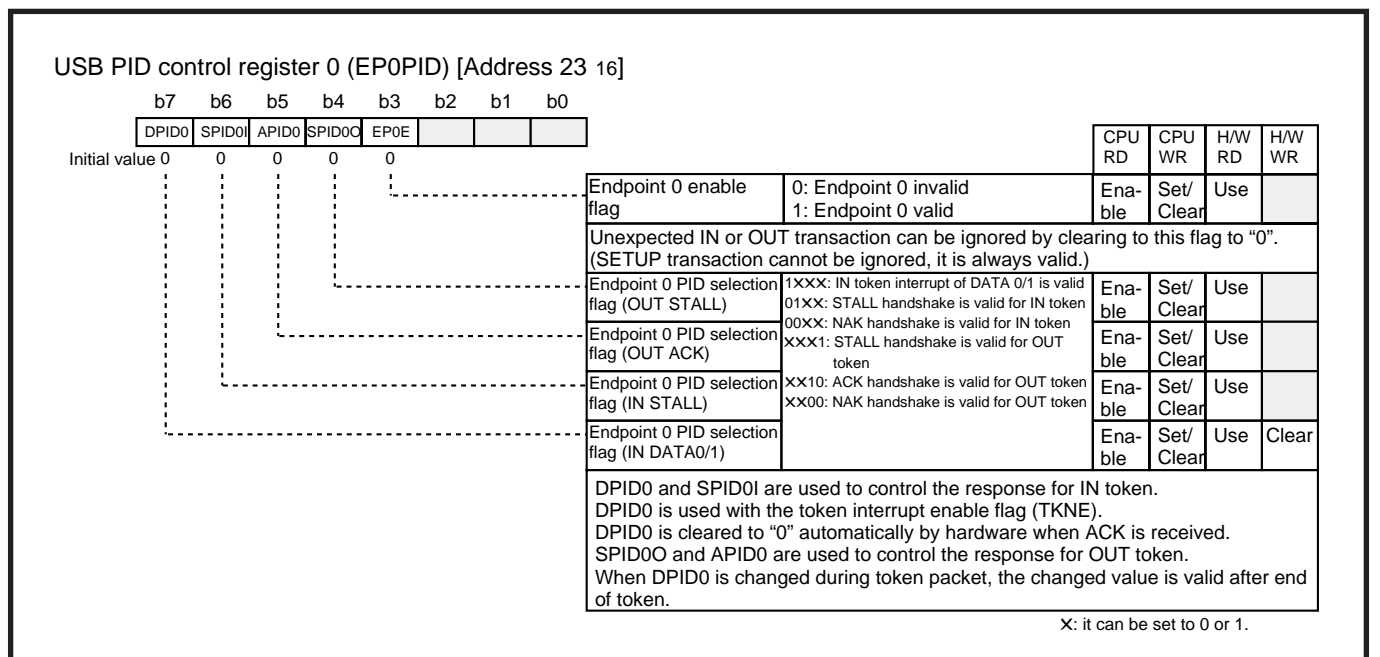 USB PID control register 0 (EP0PID) [Address 23 16]
b7 b6 b5 b4 b3 b2 b1 b0
DPID0 SPID0I APID0 SPID0O EP0E
Initial value 0 0 0 0 0
CPU RD CPU WR H/W RD H/W WR
Endpoint 0 enable flag
0: Endpoint 0 invalid
1: Endpoint 0 valid
Ena-ble Set/Clear Use
Unexpected IN or OUT transaction can be ignored by clearing to this flag to “0”.
(SETUP transaction cannot be ignored, it is always valid.)
Endpoint 0 PID selection
flag (OUT STALL)
1✕✕✕: IN token interrupt of DATA 0/1 is valid
01✕✕: STALL handshake is valid for IN token
00✕✕: NAK handshake is valid for IN token
✕✕✕1: STALL handshake is valid for OUT
token
✕✕10: ACK handshake is valid for OUT token
✕✕00: NAK handshake is valid for OUT token
Ena-ble Set/Clear Use
Endpoint 0 PID selection
flag (OUT ACK)
Ena-ble Set/Clear Use
Endpoint 0 PID selection
flag (IN STALL)
Ena-ble Set/Clear Use
Endpoint 0 PID selection
flag (IN DATA0/1)
Ena-ble Set/Clear Use Clear
DPID0 and SPID0I are used to control the response for IN token.
DPID0 is used with the token interrupt enable flag (TKNE).
DPID0 is cleared to “0” automatically by hardware when ACK is received.
SPID0O and APID0 are used to control the response for OUT token.
When DPID0 is changed during token packet, the changed value is valid after end
of token.
✕: it can be set to 0 or 1.